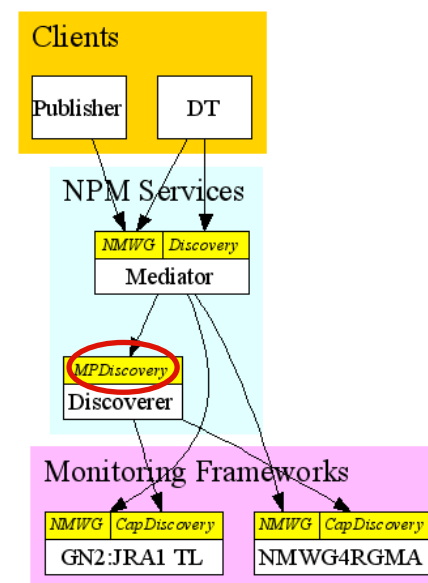 Clients
Publisher DT
NPM Services
NMWG Discovery
Mediator
MPDiscovery
Discoverer
Monitoring Frameworks
NMWG CapDiscovery NMWG CapDiscovery
GN2:JRA1 TL NMWG4RGMA